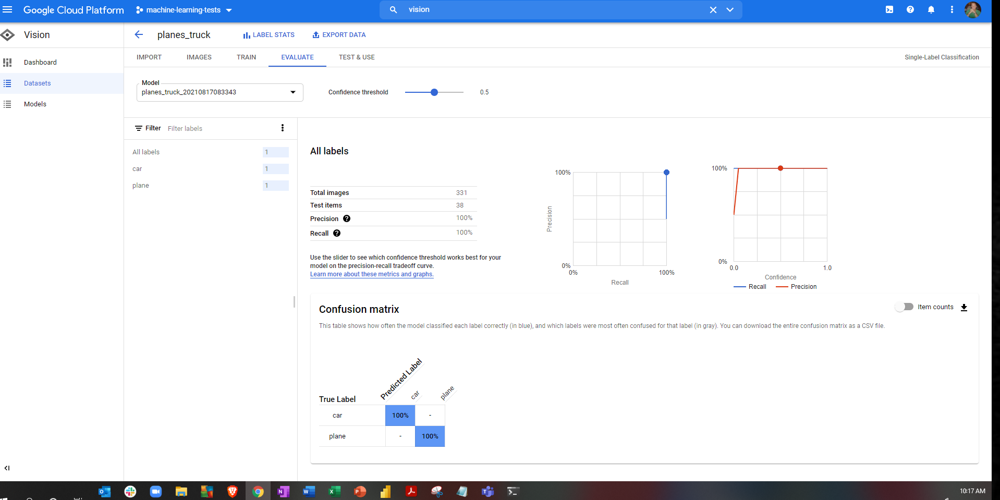 Google Cloud Platform
machine-learning-tests
vision
Vision
planes_truck
LABEL STATS
EXPORT DATA
IMPORT
IMAGES
TRAIN
EVALUATE
TEST & USE
Single-Label Classification
Dashboard
Datasets
Models
Model
planes_truck_20210817083343
Confidence threshold
0.5
Filter
Filter labels
All labels 1
car 1
plane 1
All labels
Total images 331
Test items 38
Precision 100%
Recall 100%
Use the slider to see which confidence threshold works best for your
model on the precision-recall tradeoff curve.
Learn more about these metrics and graphs.
100%
Precision
0%
0%
100%
Recall
100%
0%
0.0
1.0
Confidence
Recall
Precision
Confusion matrix
Item counts
This table shows how often the model classified each label correctly (in blue), and which labels were most often confused for that label (in gray). You can download the entire confusion matrix as a CSV file.
Predicted Label
car
plane
True Label
car 100% -
plane - 100%
10:17 AM